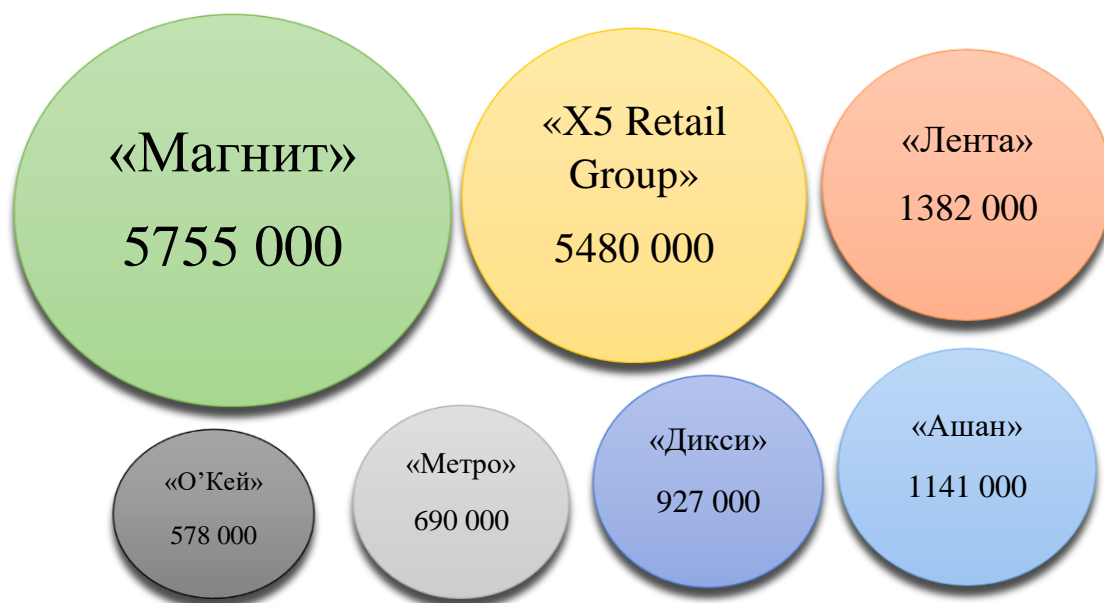 «Магнит»
5755 000
«X5 Retail
Group»
5480 000
«Лента»
1382 000
«О’Кей»
578 000
«Метро»
690 000
«Дикси»
927 000
«Ашан»
1141 000